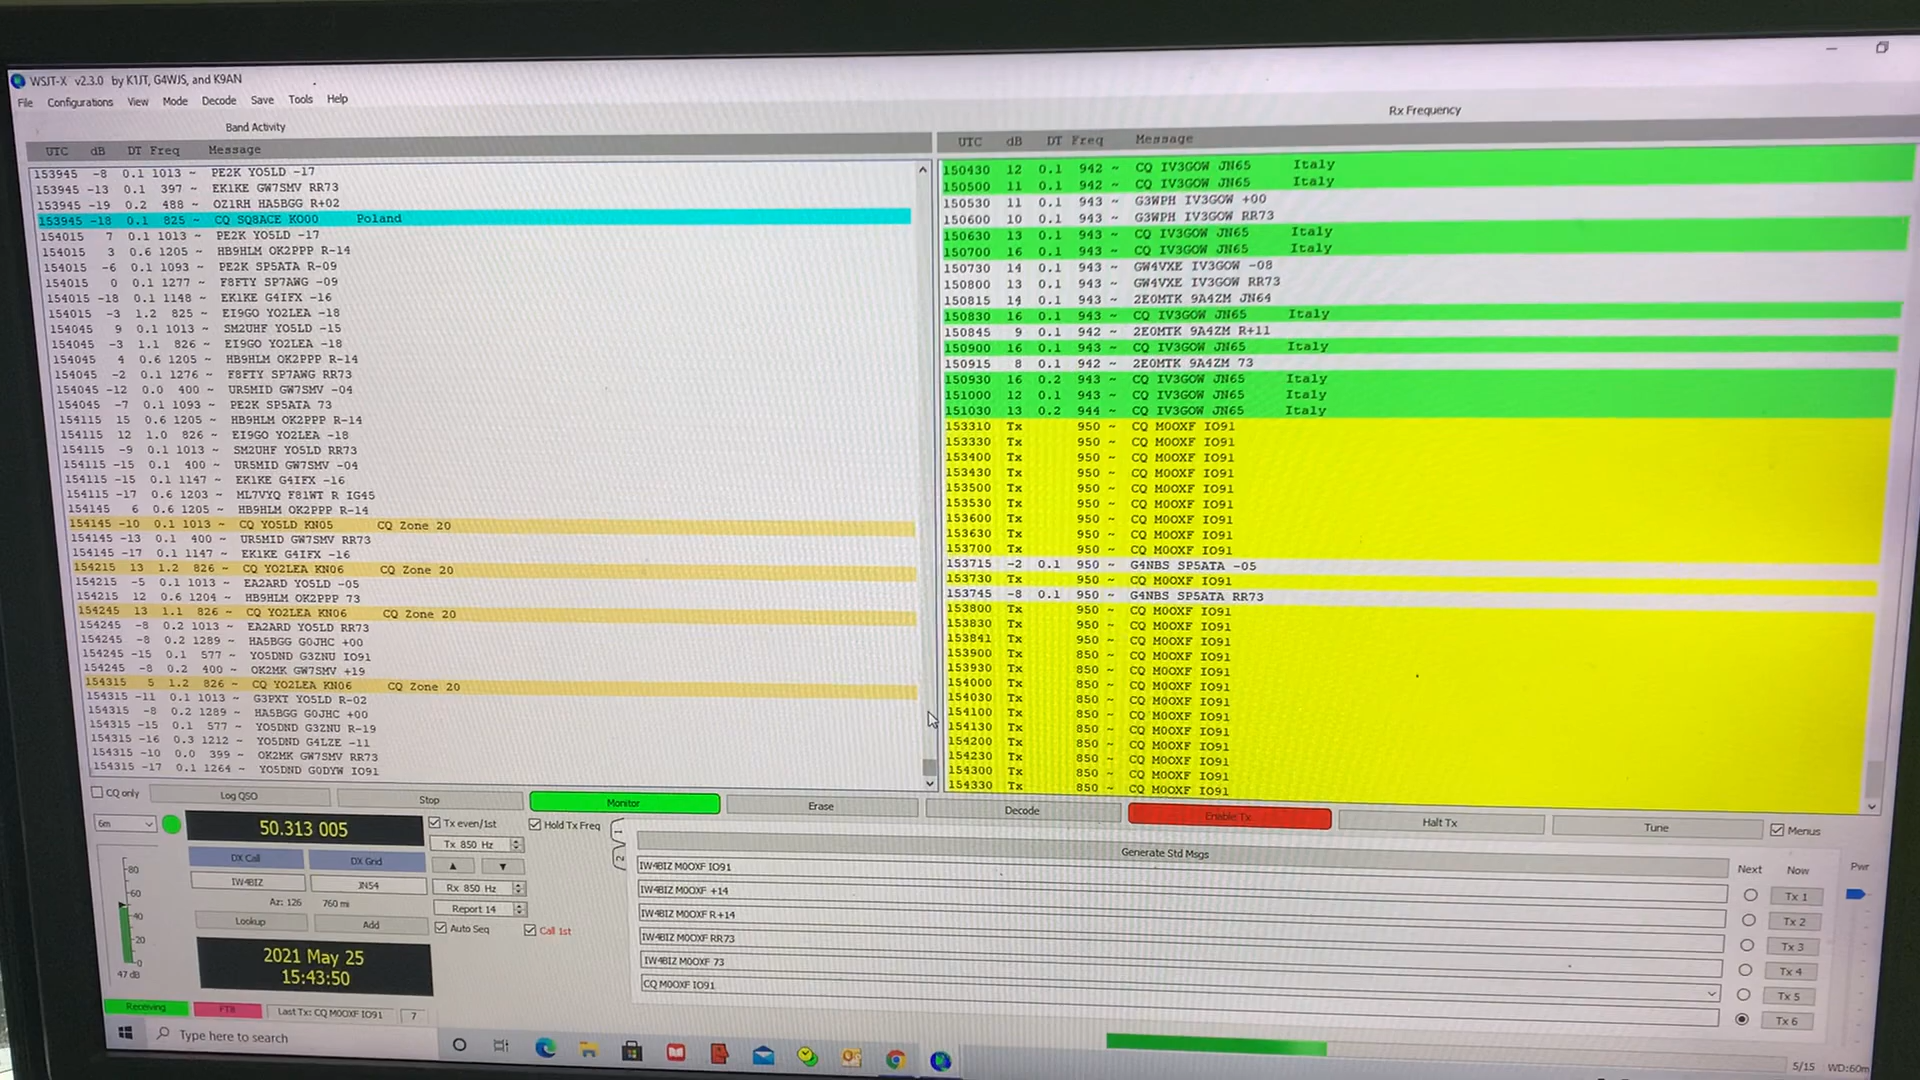 WSJT-X v2.3.0 by K1JT, G4WJS, and K9AN
File Configurations View Mode Decode Save Tools Help
Band Activity
UTC dB DT Freq Message
153945 -8 0.1 1013 ~ PE2K YO5LD -17
153945 -13 0.1 397 ~ EK1KE GW7SMV RR73
153945 -19 0.2 488 ~ OZ1RH HA5BGG R+02
153945 -18 0.1 825 ~ CQ SQ8ACE KO00 Poland
154015 7 0.1 1013 ~ PE2K YO5LD -17
154015 3 0.6 1205 ~ HB9HLM OK2PPP R-14
154015 -6 0.1 1093 ~ PE2K SP5ATA R-09
154015 0 0.1 1277 ~ F8FTY SP7AWG -09
154015 -18 0.1 1148 ~ EK1KE G4IFX -16
154015 -3 1.2 825 ~ EI9GO YO2LEA -18
154045 9 0.1 1013 ~ SM2UHF YO5LD -15
154045 -3 1.1 826 ~ EI9GO YO2LEA -18
154045 4 0.6 1205 ~ HB9HLM OK2PPP R-14
154045 -2 0.1 1276 ~ F8FTY SP7AWG RR73
154045 -12 0.0 400 ~ UR5MID GW7SMV -04
154045 -7 0.1 1093 ~ PE2K SP5ATA 73
154115 15 0.6 1205 ~ HB9HLM OK2PPP R-14
154115 12 1.0 826 ~ EI9GO YO2LEA -18
154115 -9 0.1 1013 ~ SM2UHF YO5LD RR73
154115 -15 0.1 400 ~ UR5MID GW7SMV -04
154115 -15 0.1 1147 ~ EK1KE G4IFX -16
154115 -17 0.6 1203 ~ ML7VYQ F81WT R IG45
154145 6 0.6 1205 ~ HB9HLM OK2PPP R-14
154145 -10 0.1 1013 ~ CQ YO5LD KN05 CQ Zone 20
154145 -13 0.1 400 ~ UR5MID GW7SMV RR73
154145 -17 0.1 1147 ~ EK1KE G4IFX -16
154215 13 1.2 826 ~ CQ YO2LEA KN06 CQ Zone 20
154215 -5 0.1 1013 ~ EA2ARD YO5LD -05
154215 12 0.6 1204 ~ HB9HLM OK2PPP 73
154245 13 1.1 826 ~ CQ YO2LEA KN06 CQ Zone 20
154245 -8 0.2 1013 ~ EA2ARD YO5LD RR73
154245 -8 0.2 1289 ~ HA5BGG G0JHC +00
154245 -15 0.1 577 ~ YO5DND G3ZNU IO91
154245 -8 0.2 400 ~ OK2MK GW7SMV +19
154315 5 1.2 826 ~ CQ YO2LEA KN06 CQ Zone 20
154315 -11 0.1 1013 ~ G3PXT YO5LD R-02
154315 -8 0.2 1289 ~ HA5BGG G0JHC +00
154315 -15 0.1 577 ~ YO5DND G3ZNU R-19
154315 -16 0.3 1212 ~ YO5DND G4LZE -11
154315 -10 0.0 399 ~ OK2MK GW7SMV RR73
154315 -17 0.1 1264 ~ YO5DND G0DYW IO91
Rx Frequency
UTC dB DT Freq Message
150430 12 0.1 942 ~ CQ IV3GOW JN65 Italy
150500 11 0.1 942 ~ CQ IV3GOW JN65 Italy
150530 11 0.1 943 ~ G3WPH IV3GOW +00
150600 10 0.1 943 ~ G3WPH IV3GOW RR73
150630 13 0.1 943 ~ CQ IV3GOW JN65 Italy
150700 16 0.1 943 ~ CQ IV3GOW JN65 Italy
150730 14 0.1 943 ~ GW4VXE IV3GOW -08
150800 13 0.1 943 ~ GW4VXE IV3GOW RR73
150815 14 0.1 943 ~ 2E0MTK 9A4ZM JN64
150830 16 0.1 943 ~ CQ IV3GOW JN65 Italy
150845 9 0.1 942 ~ 2E0MTK 9A4ZM R+11
150900 16 0.1 943 ~ CQ IV3GOW JN65 Italy
150915 8 0.1 942 ~ 2E0MTK 9A4ZM 73
150930 16 0.2 943 ~ CQ IV3GOW JN65 Italy
151000 12 0.1 943 ~ CQ IV3GOW JN65 Italy
151030 13 0.2 944 ~ CQ IV3GOW JN65 Italy
153310 Tx 950 ~ CQ M0OXF IO91
153330 Tx 950 ~ CQ M0OXF IO91
153400 Tx 950 ~ CQ M0OXF IO91
153430 Tx 950 ~ CQ M0OXF IO91
153500 Tx 950 ~ CQ M0OXF IO91
153530 Tx 950 ~ CQ M0OXF IO91
153600 Tx 950 ~ CQ M0OXF IO91
153630 Tx 950 ~ CQ M0OXF IO91
153700 Tx 950 ~ CQ M0OXF IO91
153715 -2 0.1 950 ~ G4NBS SP5ATA -05
153730 Tx 950 ~ CQ M0OXF IO91
153745 -8 0.1 950 ~ G4NBS SP5ATA RR73
153800 Tx 950 ~ CQ M0OXF IO91
153830 Tx 950 ~ CQ M0OXF IO91
153841 Tx 950 ~ CQ M0OXF IO91
153900 Tx 850 ~ CQ M0OXF IO91
153930 Tx 850 ~ CQ M0OXF IO91
154000 Tx 850 ~ CQ M0OXF IO91
154030 Tx 850 ~ CQ M0OXF IO91
154100 Tx 850 ~ CQ M0OXF IO91
154130 Tx 850 ~ CQ M0OXF IO91
154200 Tx 850 ~ CQ M0OXF IO91
154230 Tx 850 ~ CQ M0OXF IO91
154300 Tx 850 ~ CQ M0OXF IO91
154330 Tx 850 ~ CQ M0OXF IO91
CQ only Log QSO Stop Monitor Erase Decode Enable Tx Halt Tx Tune Menus
6m 50.313 005 Tx even/1st Hold Tx Freq
Tx 850 Hz
DX Call DX Grid
IW4BIZ JN54 Rx 850 Hz
Az: 126 760 mi Report 14
Lookup Add Auto Seq Call 1st
2021 May 25
15:43:50
80
60
40
20
0
47 dB
1
2
Generate Std Msgs Next Now Pwr
IW4BIZ M0OXF IO91 Tx 1
IW4BIZ M0OXF +14 Tx 2
IW4BIZ M0OXF R+14 Tx 3
IW4BIZ M0OXF RR73 Tx 4
IW4BIZ M0OXF 73 Tx 5
CQ M0OXF IO91 Tx 6
Receiving FT8 Last Tx: CQ M0OXF IO91 7
5/15 WD:60m
Type here to search